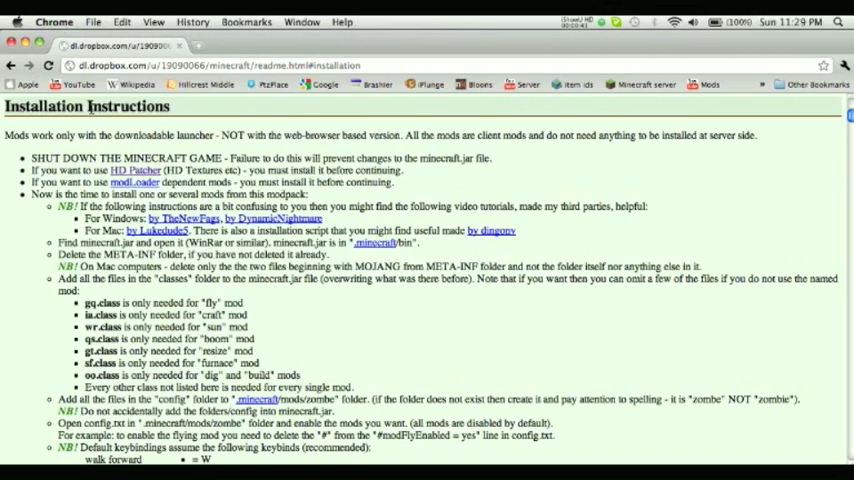 Chrome File Edit View History Bookmarks Window Help (100%) Sun 11:29 PM
dl.dropbox.com/u/19090066
dl.dropbox.com/u/19090066/minecraft/readme.html#installation
Apple YouTube Wikipedia Hillcrest Middle PtzPlace Google Brashier iFlunge Bloons Server item ids Minecraft server Mods » Other Bookmarks
Installation Instructions
Mods work only with the downloadable launcher - NOT with the web-browser based version. All the mods are client mods and do not need anything to be installed at server side.
SHUT DOWN THE MINECRAFT GAME - Failure to do this will prevent changes to the minecraft.jar file.
If you want to use HD Patcher (HD Textures etc) - you must install it before continuing.
If you want to use modLoader dependent mods - you must install it before continuing.
Now is the time to install one or several mods from this modpack:
NB! If the following instructions are a bit confusing to you then you might find the following video tutorials, made my third parties, helpful:
For Windows: by TheNewFags, by DynamicNightmare
For Mac: by Lukedude5. There is also a installation script that you might find useful made by dingony
Find minecraft.jar and open it (WinRar or similar). minecraft.jar is in ".minecraft/bin".
Delete the META-INF folder, if you have not deleted it already.
NB! On Mac computers - delete only the the two files beginning with MOJANG from META-INF folder and not the folder itself nor anything else in it.
Add all the files in the "classes" folder to the minecraft.jar file (overwriting what was there before). Note that if you want then you can omit a few of the files if you do not use the named
mod:
gq.class is only needed for "fly" mod
ia.class is only needed for "craft" mod
wr.class is only needed for "sun" mod
qs.class is only needed for "boom" mod
gt.class is only needed for "resize" mod
sf.class is only needed for "furnace" mod
oo.class is only needed for "dig" and "build" mods
Every other class not listed here is needed for every single mod.
Add all the files in the "config" folder to ".minecraft/mods/zombe" folder. (if the folder does not exist then create it and pay attention to spelling - it is "zombe" NOT "zombie").
NB! Do not accidentally add the folders/config into minecraft.jar.
Open config.txt in ".minecraft/mods/zombe" folder and enable the mods you want. (all mods are disabled by default).
For example: to enable the flying mod you need to delete the "#" from the "#modFlyEnabled = yes" line in config.txt.
NB! Default keybindings assume the following keybinds (recommended):
walk forward = W